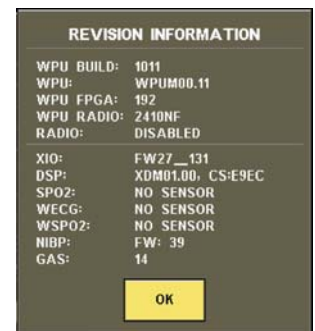 REVISION INFORMATION
WPU BUILD: 1011
WPU: WPUM00.11
WPU FPGA: 192
WPU RADIO: 2410NF
RADIO: DISABLED
XIO: FW27__131
DSP: XDM01.00, CS:E9EC
SPO2: NO SENSOR
WECG: NO SENSOR
WSPO2: NO SENSOR
NIBP: FW: 39
GAS: 14
OK